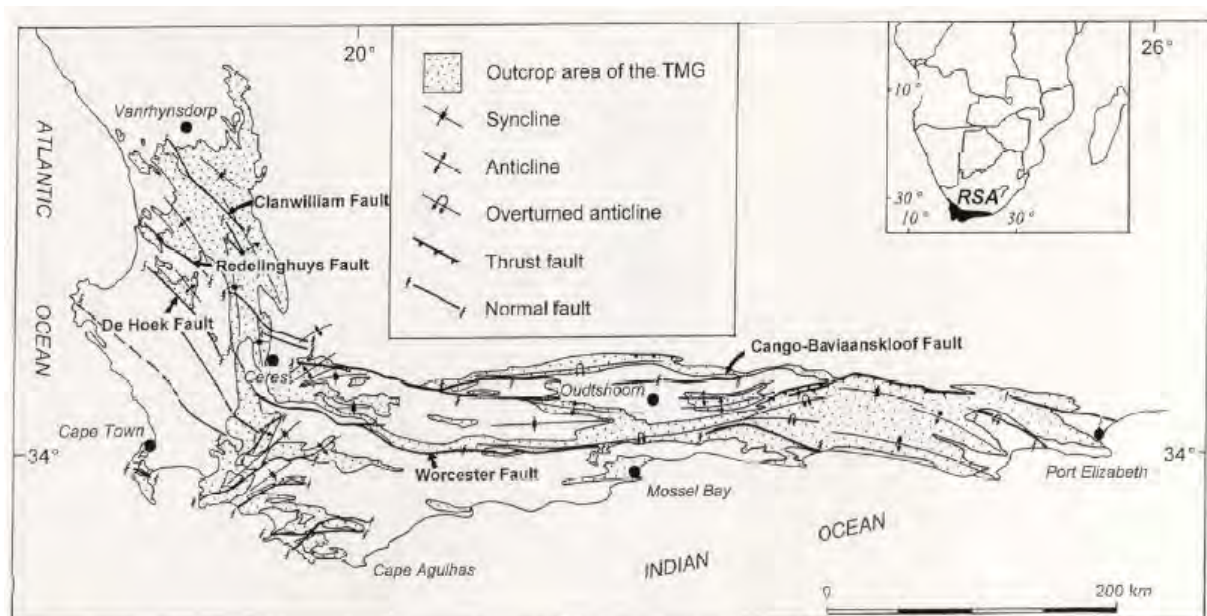 20°
26°
Outcrop area of the TMG
Syncline
Anticline
Overturned anticline
Thrust fault
Normal fault
10°
30°
10°
RSA
30°
Vanrhynsdorp
ATLANTIC
OCEAN
Clanwilliam Fault
Redelinghuys Fault
De Hoek Fault
Ceres
Cango-Baviaanskloof Fault
Oudtshoorn
Cape Town
34°
Worcester Fault
Mossel Bay
Port Elizabeth
34°
Cape Agulhas
INDIAN
OCEAN
0
200 km